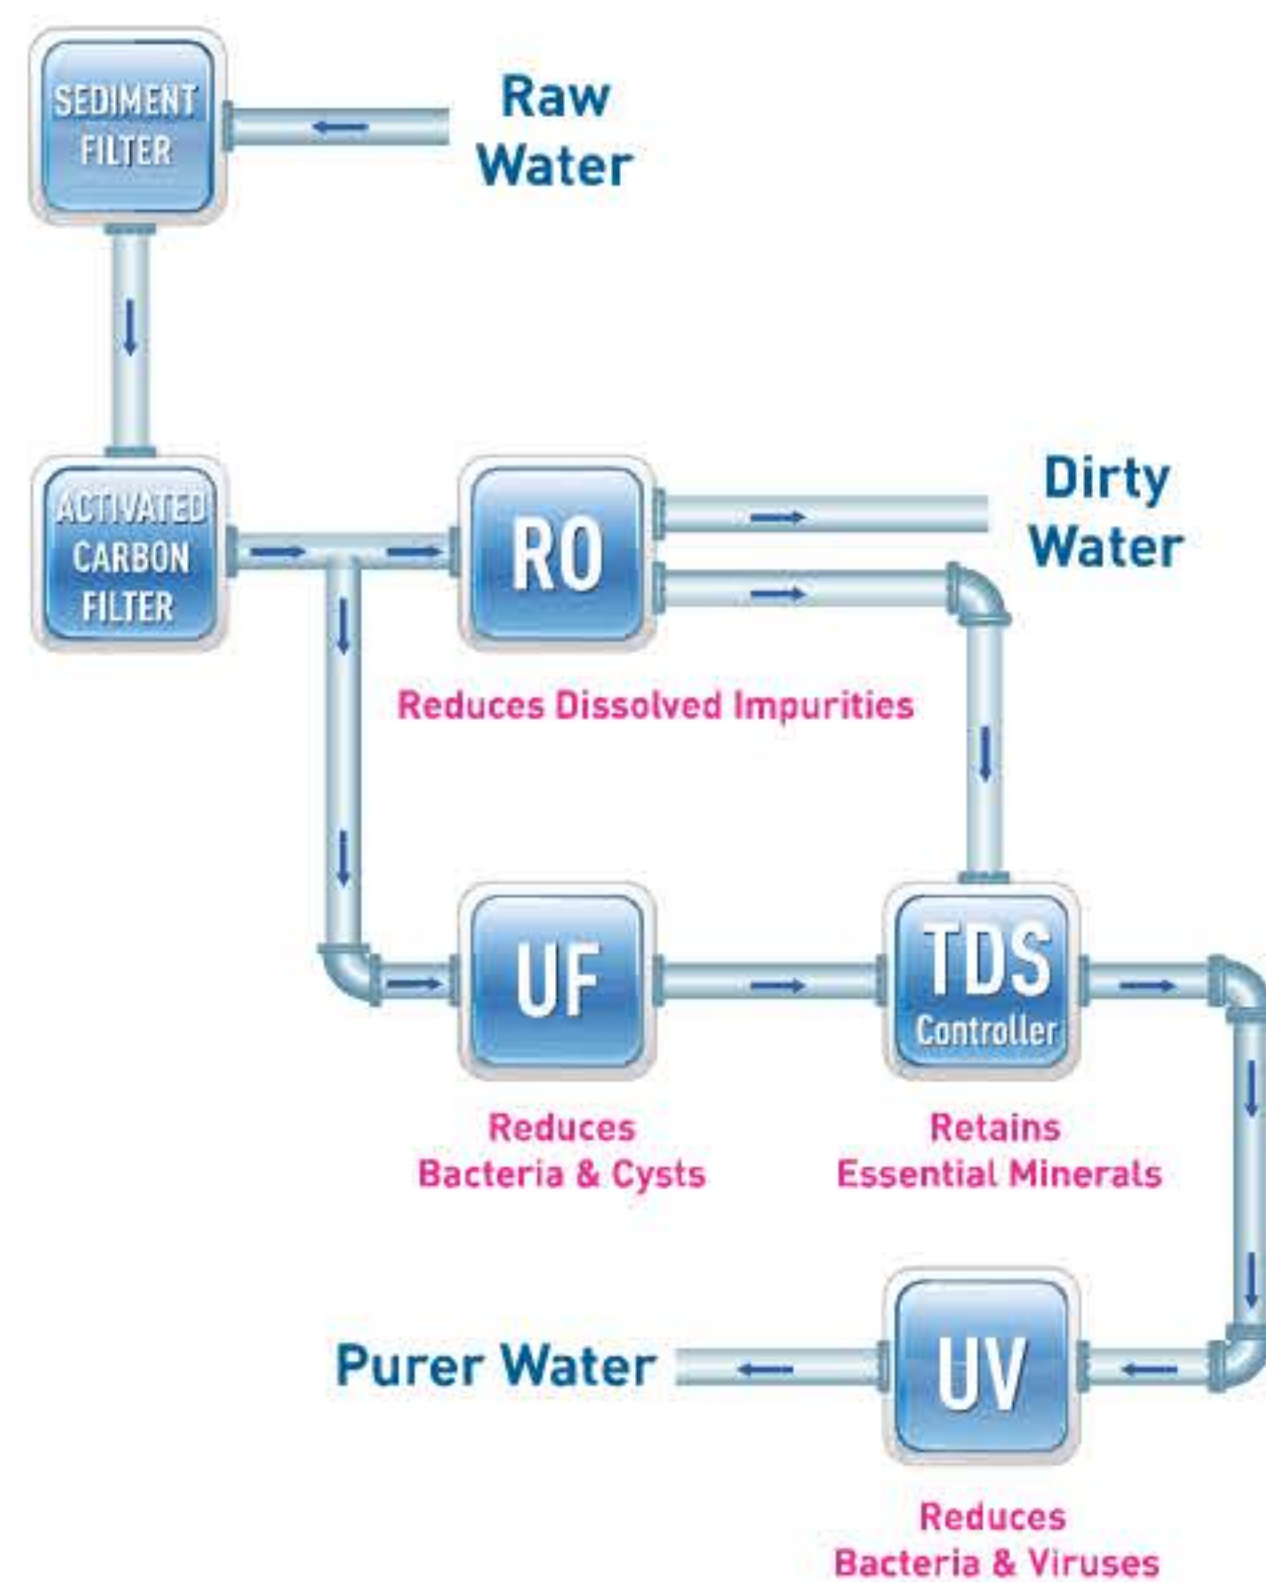 SEDIMENT
FILTER
Raw
Water
ACTIVATED
CARBON
FILTER
RO
Dirty
Water
Reduces Dissolved Impurities
UF
TDS
Controller
Reduces
Bacteria & Cysts
Retains
Essential Minerals
Purer Water
UV
Reduces
Bacteria & Viruses